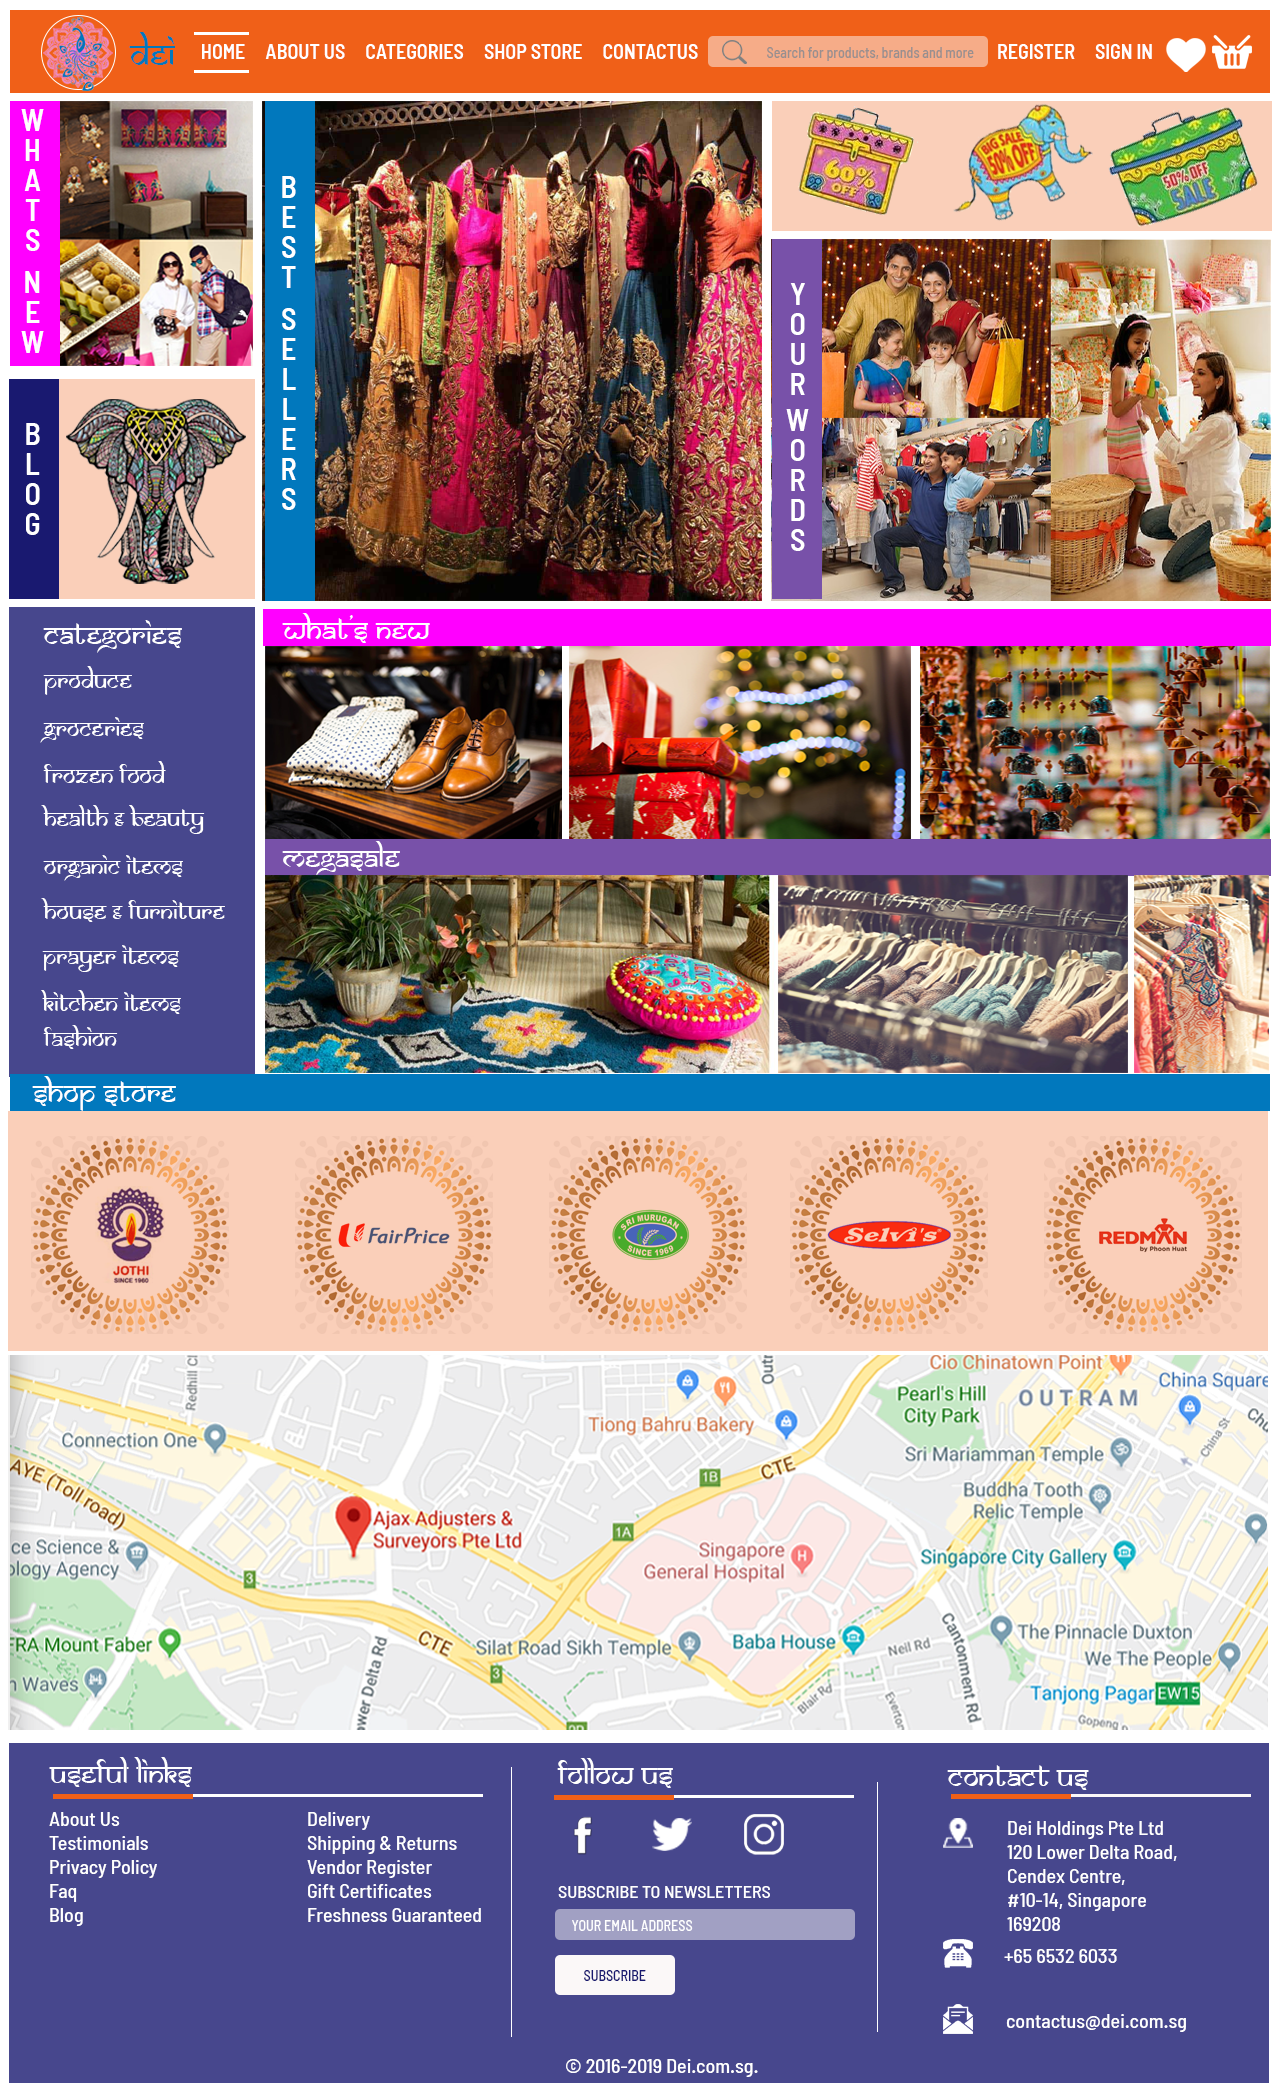 dei
HOME ABOUT US CATEGORIES SHOP STORE CONTACTUS
Search for products, brands and more
REGISTER SIGN IN
WHATS NEW
BEST SELLERS
60% OFF
BIG SALE 50% OFF
50% OFF SALE
YOUR WORDS
BLOG
categories
produce
groceries
frozen food
health & beauty
organic items
house & furniture
prayer items
kitchen items
fashion
what's new
megasale
shop store
JOTHI
SINCE 1960
FairPrice
SRI MURUGAN
SINCE 1969
Selvi's
REDMAN
by Phoon Huat
Redhill Cl
Cio Chinatown Point
China Square
Pearl's Hill
City Park
OUTRAM
Outr
Chu
China St
Tiong Bahru Bakery
Connection One
Sri Mariamman Temple
CTE
1B
AYE (Toll road)
Buddha Tooth
Relic Temple
Ajax Adjusters &
Surveyors Pte Ltd
1A
ce Science &
ology Agency
Singapore
General Hospital
Singapore City Gallery
3
FRA Mount Faber
CTE
Silat Road Sikh Temple
Baba House
Neil Rd
Cantonment Rd
The Pinnacle Duxton
We The People
n Waves
ower Delta Rd
3
Blair Rd
Everton
Tanjong Pagar EW15
Gopeng
useful links
About Us
Testimonials
Privacy Policy
Faq
Blog
Delivery
Shipping & Returns
Vendor Register
Gift Certificates
Freshness Guaranteed
follow us
SUBSCRIBE TO NEWSLETTERS
YOUR EMAIL ADDRESS
SUBSCRIBE
contact us
Dei Holdings Pte Ltd
120 Lower Delta Road,
Cendex Centre,
#10-14, Singapore
169208
+65 6532 6033
contactus@dei.com.sg
© 2016-2019 Dei.com.sg.